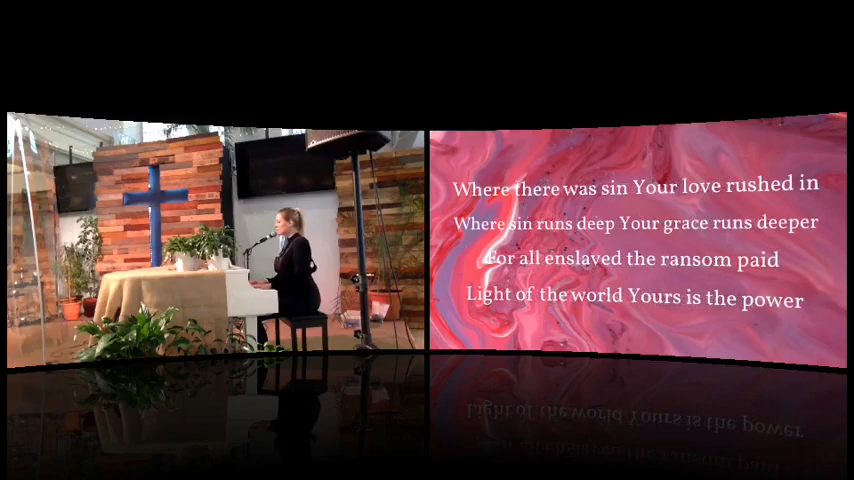 Where there was sin Your love rushed in
Where sin runs deep Your grace runs deeper
For all enslaved the ransom paid
Light of the world Yours is the power